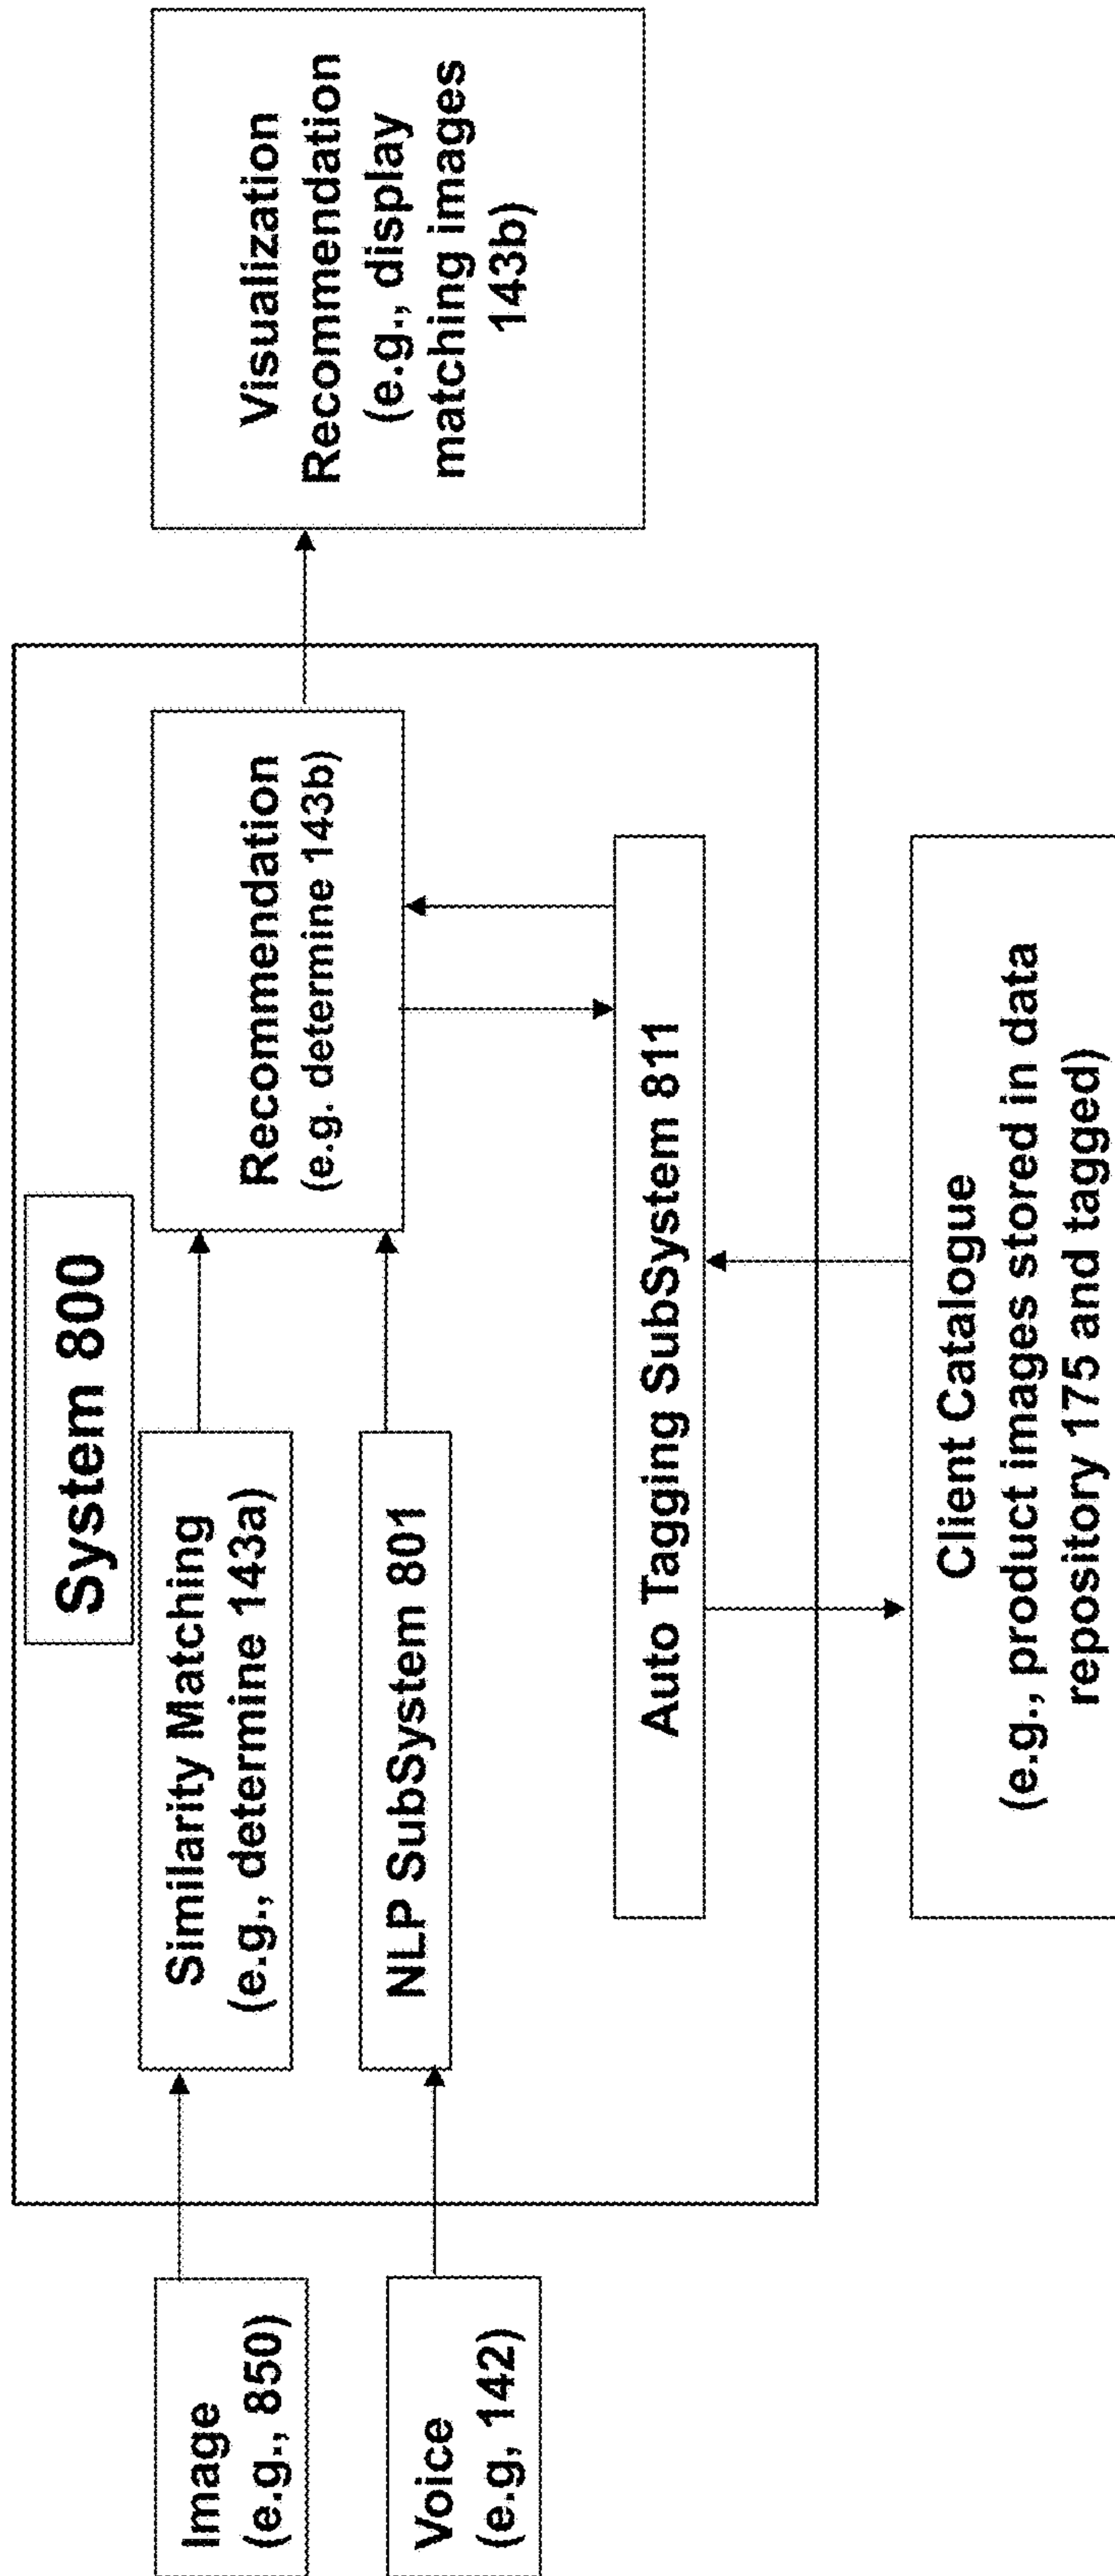 System 800
Image
(e.g., 850)
Voice
(e.g, 142)
Similarity Matching
(e.g., determine 143a)
NLP SubSystem 801
Recommendation
(e.g. determine 143b)
Auto Tagging SubSystem 811
Client Catalogue
(e.g., product images stored in data
repository 175 and tagged)
Visualization
Recommendation
(e.g., display
matching images
143b)